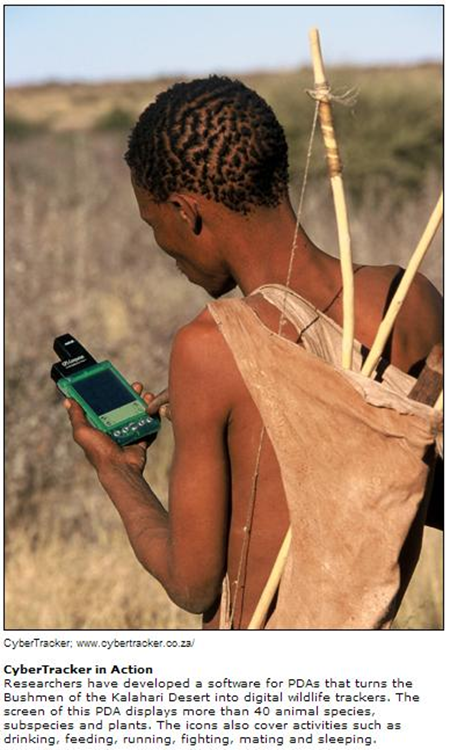 CyberTracker; www.cybertracker.co.za/
CyberTracker in Action
Researchers have developed a software for PDAs that turns the
Bushmen of the Kalahari Desert into digital wildlife trackers. The
screen of this PDA displays more than 40 animal species,
subspecies and plants. The icons also cover activities such as
drinking, feeding, running, fighting, mating and sleeping.